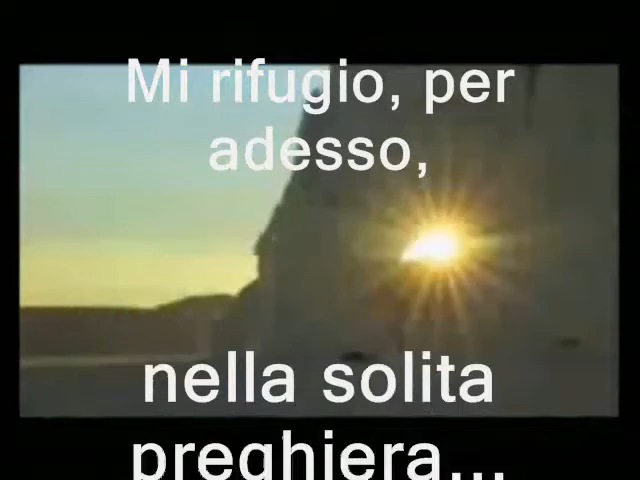 Mi rifugio, per
adesso,
nella solita
preghiera...